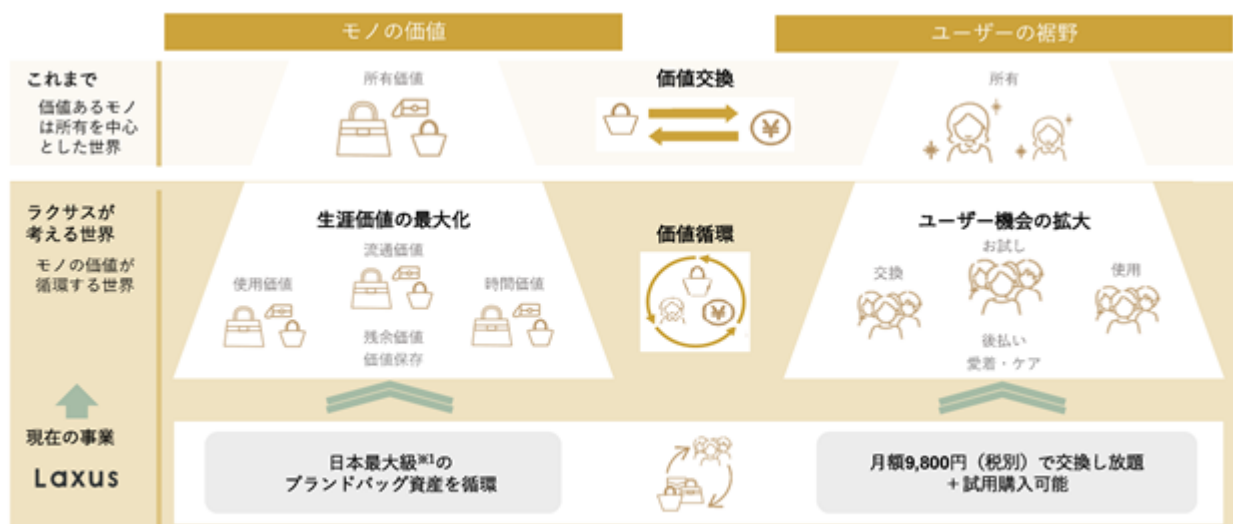 モノの価値
ユーザーの裾野
これまで
価値あるモノ
は所有を中心
とした世界
所有価値
価値交換
¥
所有
ラクサスが
考える世界
モノの価値が
循環する世界
生涯価値の最大化
流通価値
使用価値
時間価値
残余価値
価値保存
価値循環
¥
ユーザー機会の拡大
お試し
交換
使用
後払い
愛着・ケア
現在の事業
Laxus
日本最大級※1の
ブランドバッグ資産を循環
月額9,800円（税別）で交換し放題
＋試用購入可能